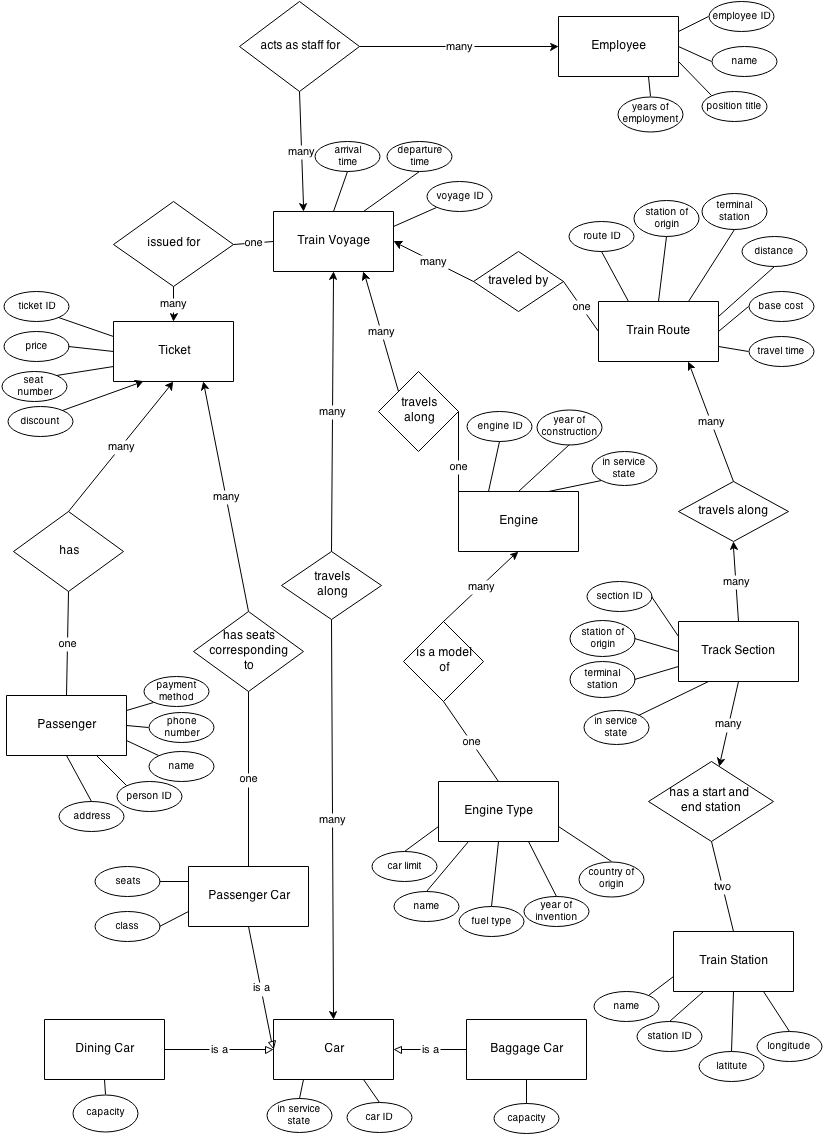 employee ID
acts as staff for
many
Employee
name
years of
employment
position title
many
arrival
time
departure
time
voyage ID
issued for
one
Train Voyage
many
traveled by
one
route ID
station of
origin
terminal
station
distance
base cost
travel time
Train Route
many
ticket ID
price
seat
number
discount
Ticket
many
many
travels
along
many
one
engine ID
year of
construction
in service
state
Engine
many
travels along
many
many
many
has
one
travels
along
has seats
corresponding
to
many
is a model
of
one
section ID
station of
origin
terminal
station
in service
state
Track Section
many
has a start and
end station
two
payment
method
phone
number
name
person ID
address
Passenger
one
many
Engine Type
car limit
name
fuel type
year of
invention
country of
origin
seats
class
Passenger Car
is a
Train Station
name
station ID
latitute
longitude
Dining Car
is a
Car
is a
Baggage Car
capacity
in service
state
car ID
capacity